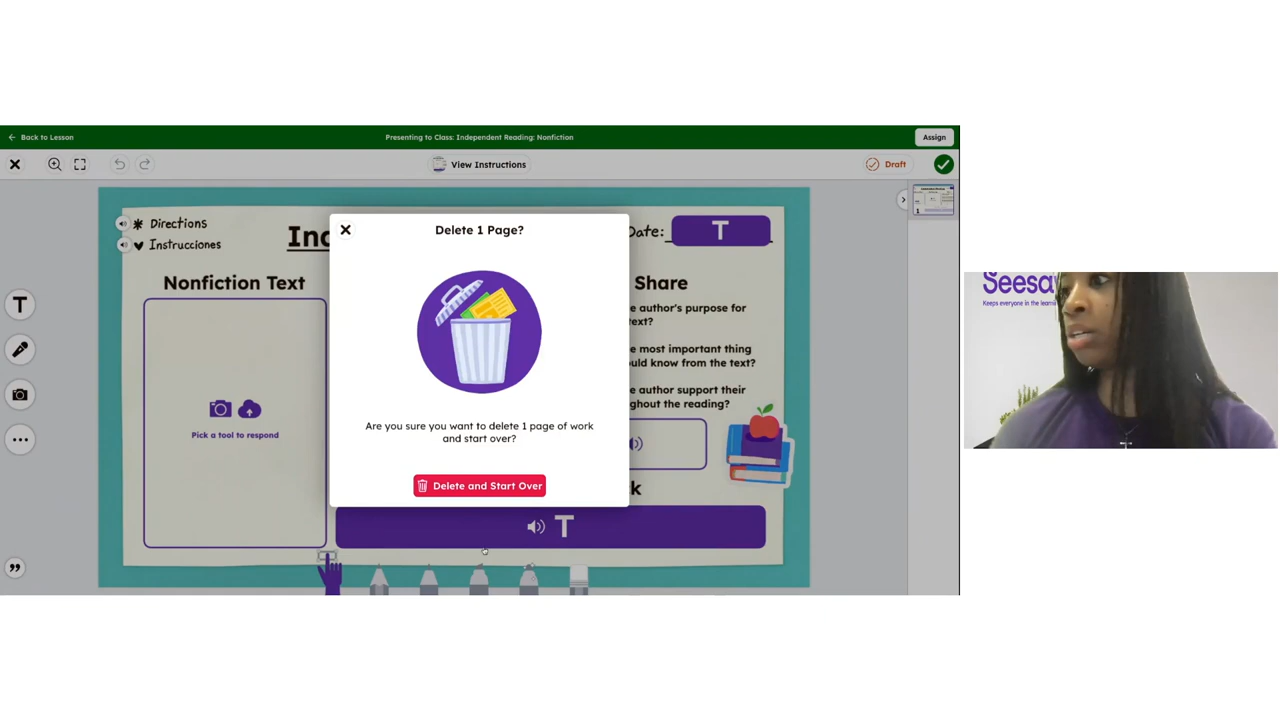 Back to Lesson
Presenting to Class: Independent Reading: Nonfiction
Assign
View Instructions
Draft
Directions
Instrucciones
Ind
Date:
T
Nonfiction Text
Share
e author's purpose for
text?
e most important thing
uld know from the text?
e author support their
ghout the reading?
Pick a tool to respond
k
T
T
Delete 1 Page?
Are you sure you want to delete 1 page of work
and start over?
Delete and Start Over
Seesa
Keeps everyone in the learni